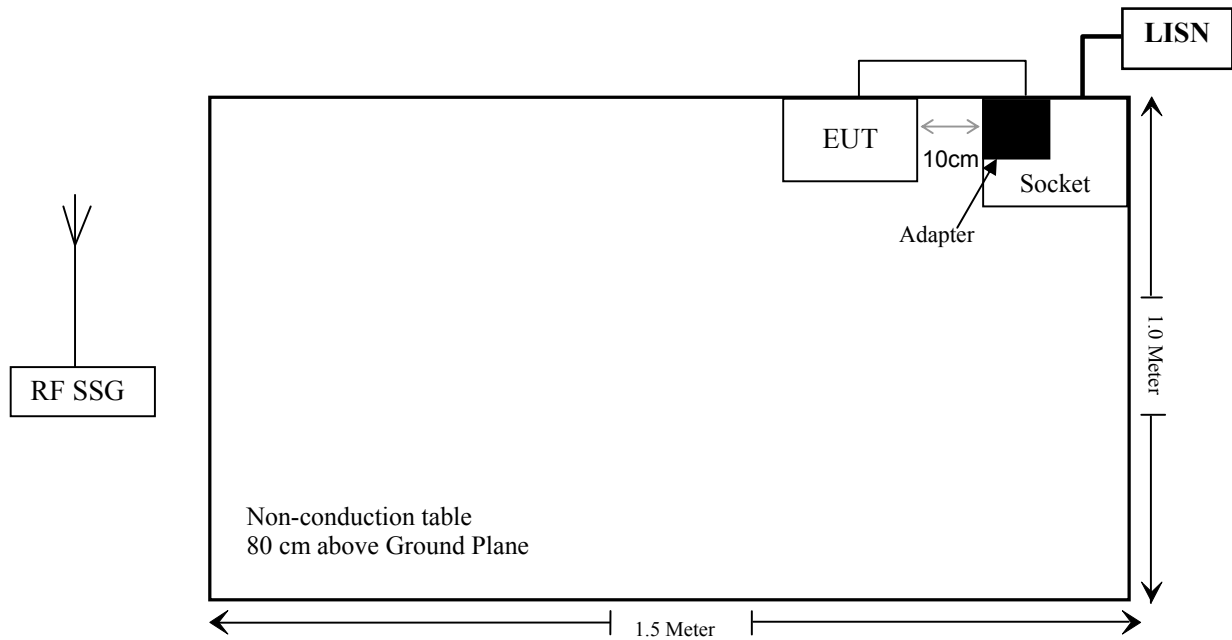 LISN
EUT
10cm
Socket
Adapter
RF SSG
1.0 Meter
Non-conduction table
80 cm above Ground Plane
1.5 Meter